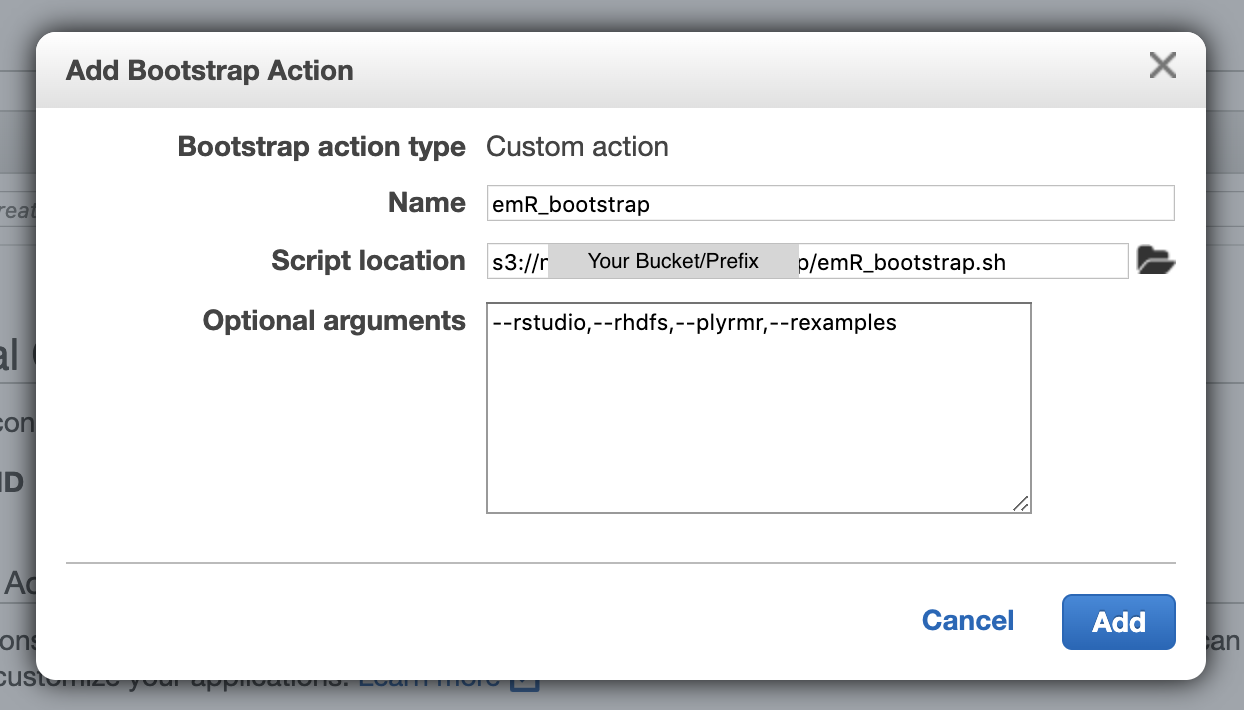 Add Bootstrap Action
Bootstrap action type Custom action
Name emR_bootstrap
Script location s3://n Your Bucket/Prefix p/emR_bootstrap.sh
Optional arguments --rstudio,--rhdfs,--plyrmr,--rexamples
Cancel Add
customize your applications. Learn more